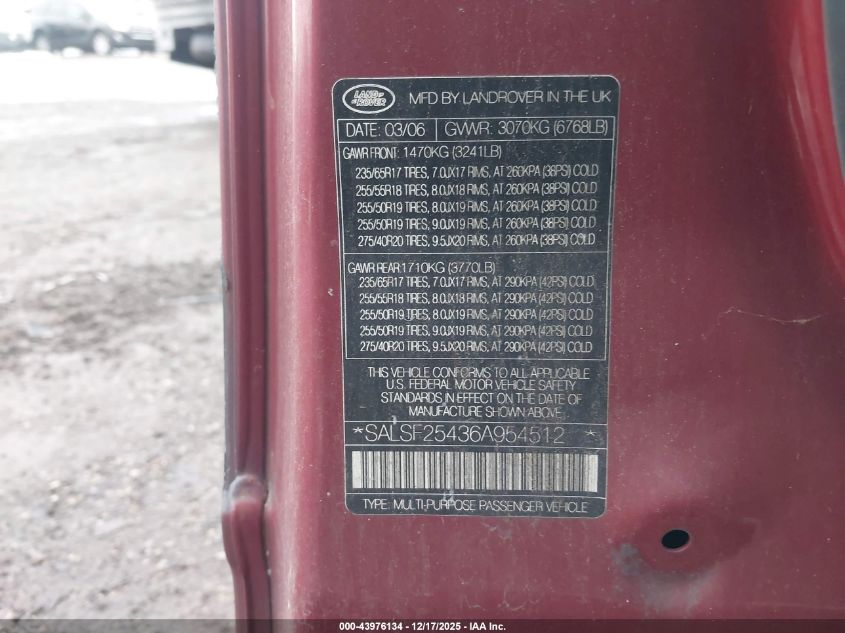 LAND ROVER
MFD BY LANDROVER IN THE UK
DATE: 03/06 GVWR: 3070KG (6768LB)
GAWR FRONT: 1470KG (3241LB)
235/65R17 TIRES, 7.0JX17 RIMS, AT 260KPA (38PSI) COLD
255/55R18 TIRES, 8.0JX18 RIMS, AT 260KPA (38PSI) COLD
255/50R19 TIRES, 8.0JX19 RIMS, AT 260KPA (38PSI) COLD
255/50R19 TIRES, 9.0JX19 RIMS, AT 260KPA (38PSI) COLD
275/40R20 TIRES, 9.5JX20 RIMS, AT 260KPA (38PSI) COLD
GAWR REAR: 1710KG (3770LB)
235/65R17 TIRES, 7.0JX17 RIMS, AT 290KPA (42PSI) COLD
255/55R18 TIRES, 8.0JX18 RIMS, AT 290KPA (42PSI) COLD
255/50R19 TIRES, 8.0JX19 RIMS, AT 290KPA (42PSI) COLD
255/50R19 TIRES, 9.0JX19 RIMS, AT 290KPA (42PSI) COLD
275/40R20 TIRES, 9.5JX20 RIMS, AT 290KPA (42PSI) COLD
THIS VEHICLE CONFORMS TO ALL APPLICABLE
U.S. FEDERAL MOTOR VEHICLE SAFETY
STANDARDS IN EFFECT ON THE DATE OF
MANUFACTURE SHOWN ABOVE.
*SALSF25436A954512 *
TYPE: MULTI-PURPOSE PASSENGER VEHICLE
000-43976134 - 12/17/2025 - IAA Inc.